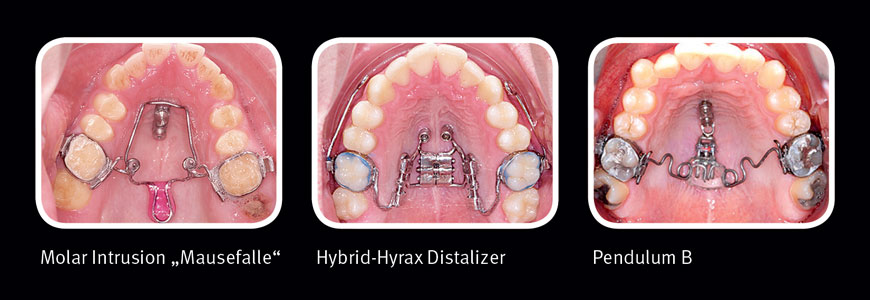 Molar Intrusion „Mausefalle“
Hybrid-Hyrax Distalizer
Pendulum B